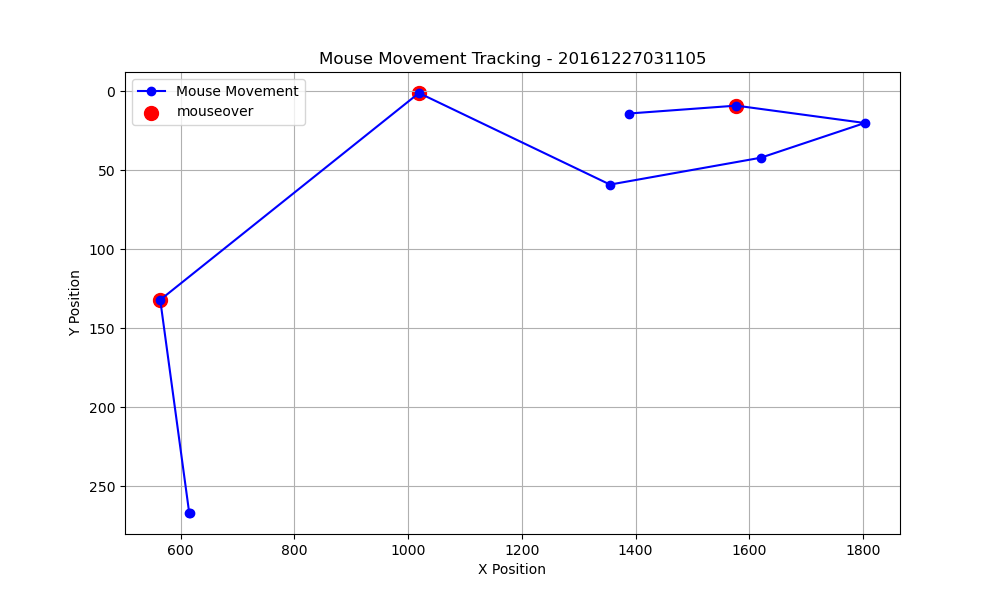 Mouse Movement Tracking - 20161227031105
Mouse Movement
mouseover
0
50
100
150
200
250
Y Position
600 800 1000 1200 1400 1600 1800
X Position